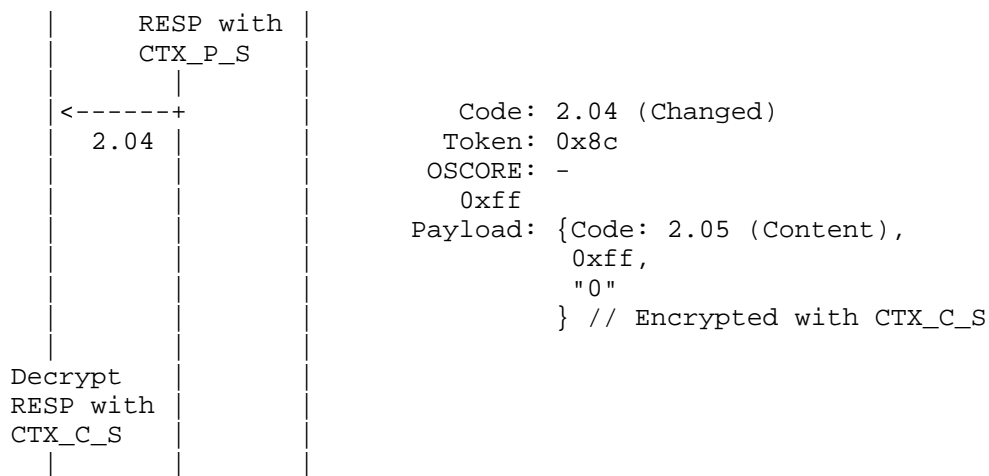 RESP with
CTX_P_S
<------+ Code: 2.04 (Changed)
2.04 Token: 0x8c
OSCORE: -
0xff
Payload: {Code: 2.05 (Content),
0xff,
"0"
} // Encrypted with CTX_C_S
Decrypt
RESP with
CTX_C_S